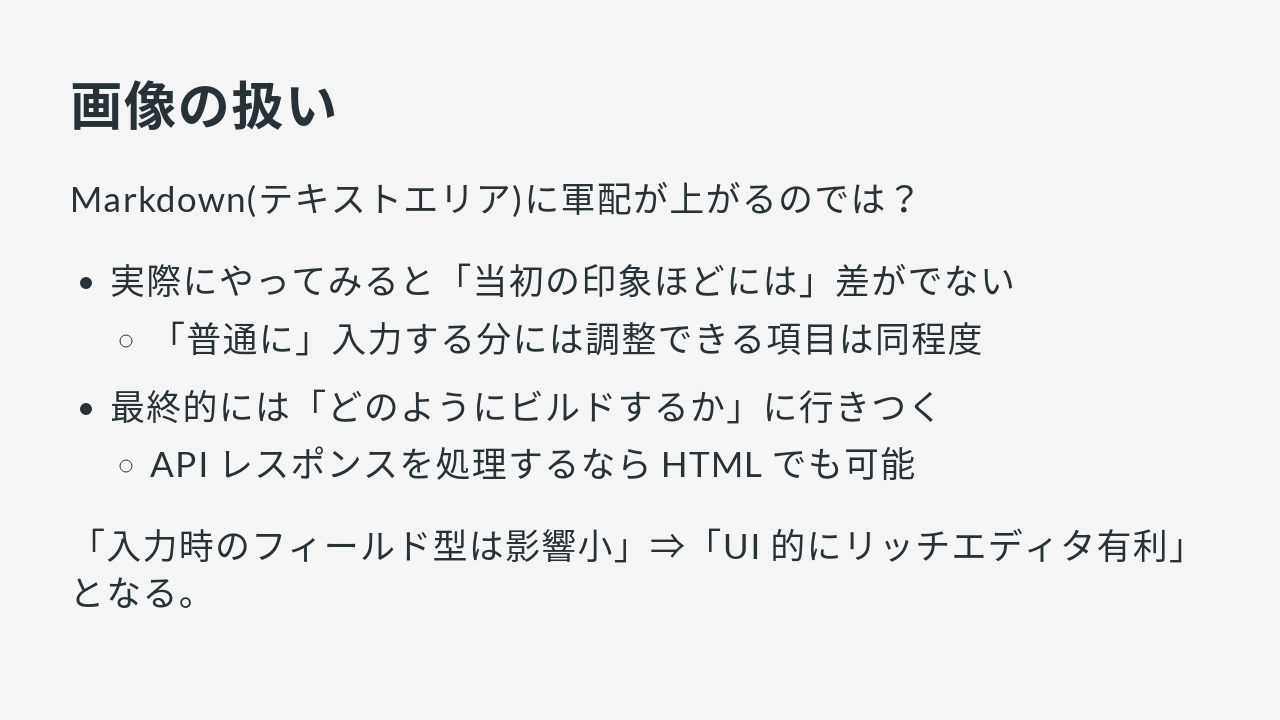 画像の扱い
Markdown(テキストエリア)に軍配が上がるのでは？
実際にやってみると「当初の印象ほどには」差がでない
「普通に」入力する分には調整できる項目は同程度
最終的には「どのようにビルドするか」に行きつく
API レスポンスを処理するなら HTML でも可能
「入力時のフィールド型は影響小」⇒「UI 的にリッチエディタ有利」
となる。